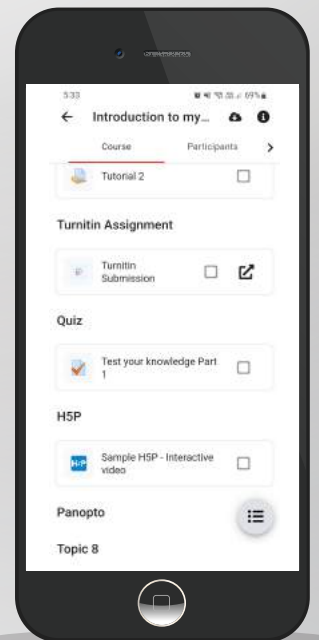 5:33
69%
Introduction to my...
Course Participants
Tutorial 2
Turnitin Assignment
Turnitin
Submission
Quiz
Test your knowledge Part
1
H5P
H5P
Sample H5P - Interactive
video
Panopto
Topic 8